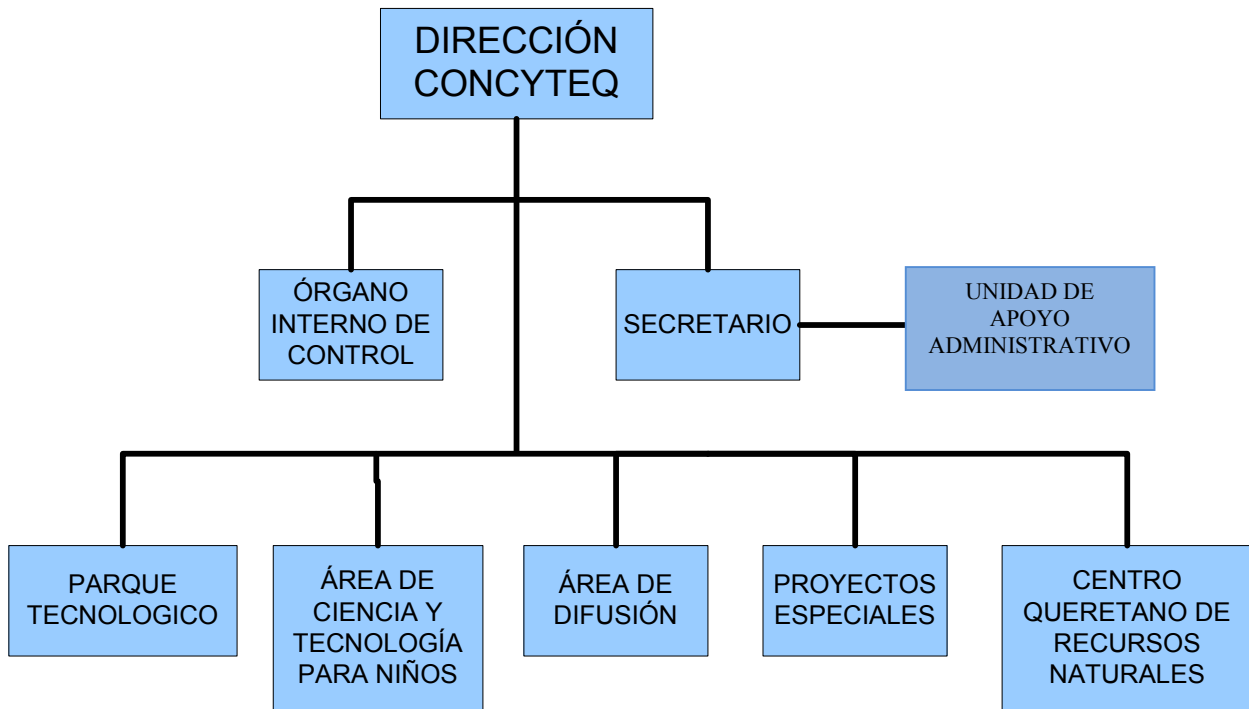 DIRECCIÓN
CONCYTEQ
ÓRGANO
INTERNO DE
CONTROL
SECRETARIO
UNIDAD DE
APOYO
ADMINISTRATIVO
PARQUE
TECNOLOGICO
ÁREA DE
CIENCIA Y
TECNOLOGÍA
PARA NIÑOS
ÁREA DE
DIFUSIÓN
PROYECTOS
ESPECIALES
CENTRO
QUERETANO DE
RECURSOS
NATURALES